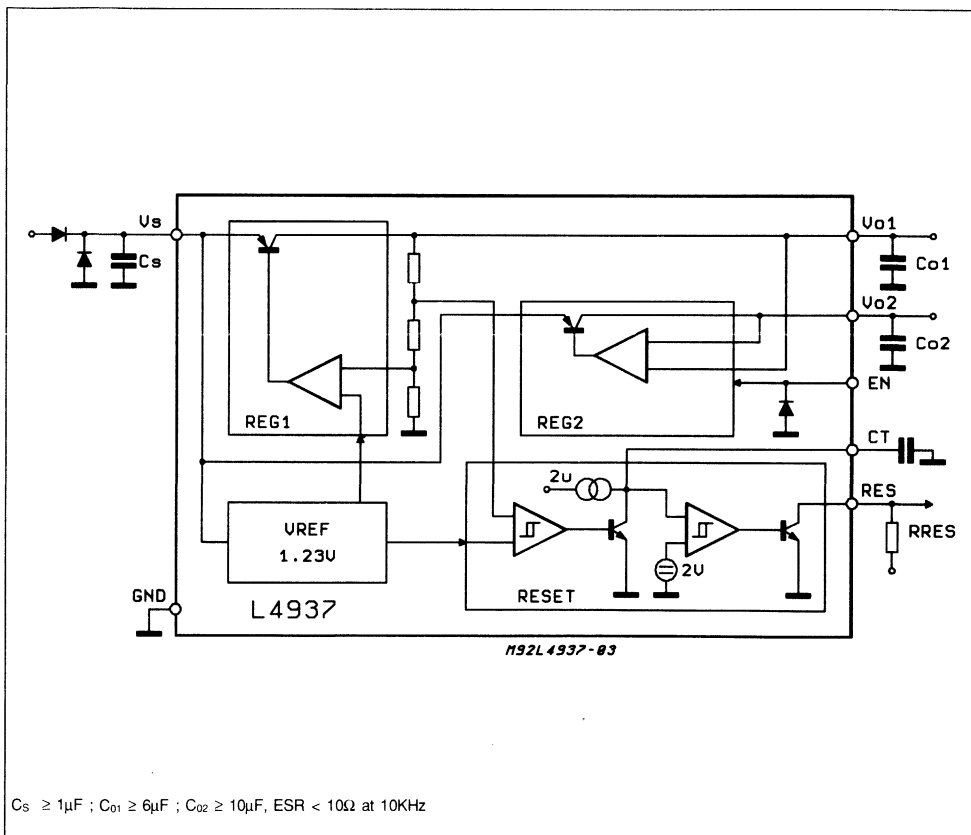 Vs
Cs
Vo1
Co1
Vo2
Co2
EN
REG1
REG2
CT
2u
RES
VREF
1.23V
2V
RRES
RESET
GND
L4937
M92L4937-03
CS ≥ 1µF ; C01 ≥ 6µF ; C02 ≥ 10µF, ESR < 10Ω at 10KHz